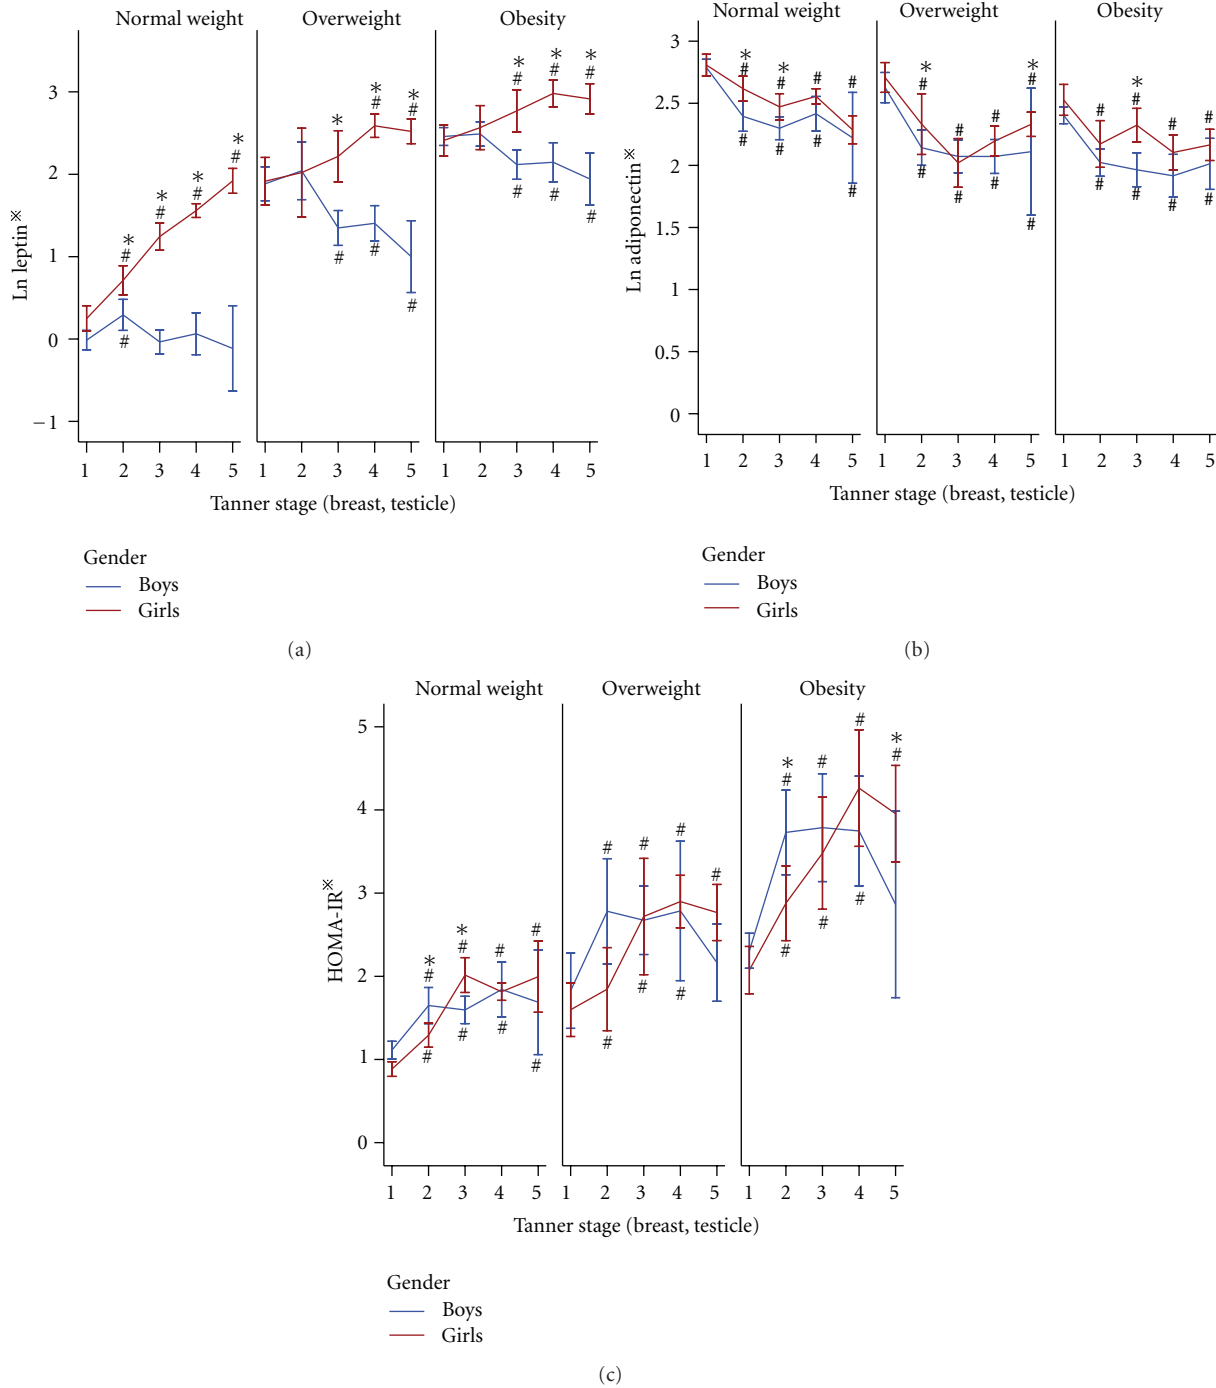 Normal weight Overweight Obesity
∗ # ∗ # ∗ # ∗ # ∗ ∗ # ∗ # ∗ # ∗ # ∗ #
# # # # # # #
3
2
1
0
−1
Ln leptin※
1 2 3 4 5 1 2 3 4 5 1 2 3 4 5
Tanner stage (breast, testicle)
Gender
Boys
Girls
(a)
Normal weight Overweight Obesity
∗ # ∗ # # # ∗ # # # ∗ # # ∗ # # #
# # # # # # # # # # # #
3
2.5
2
1.5
1
0.5
0
Ln adiponectin※
1 2 3 4 5 1 2 3 4 5 1 2 3 4 5
Tanner stage (breast, testicle)
Gender
Boys
Girls
(b)
Normal weight Overweight Obesity
∗ # ∗ # # # # # # # ∗ # # # ∗ #
# # # # # # # # # #
5
4
3
2
1
0
HOMA-IR※
1 2 3 4 5 1 2 3 4 5 1 2 3 4 5
Tanner stage (breast, testicle)
Gender
Boys
Girls
(c)